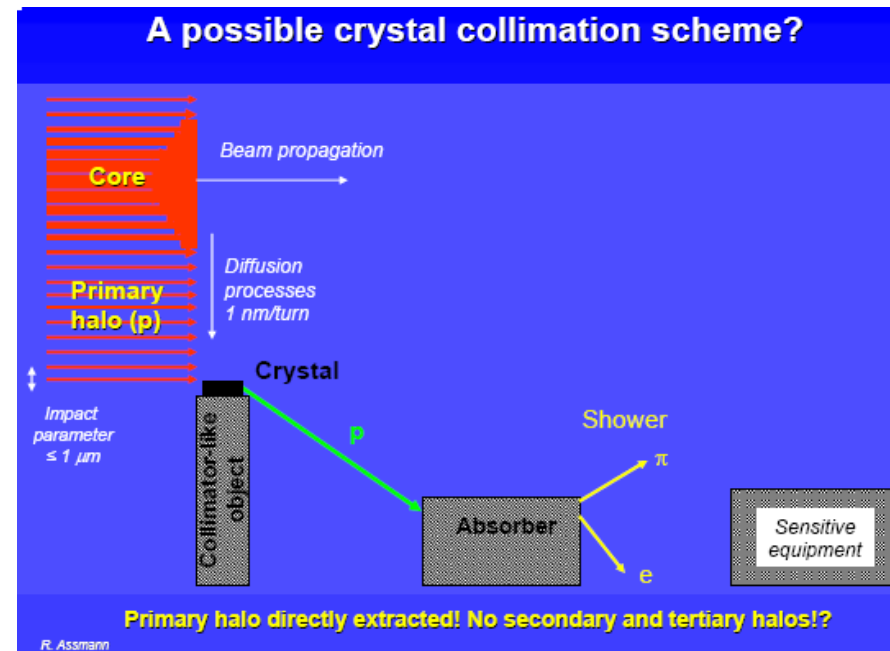 A possible crystal collimation scheme?
Core
Beam propagation
Diffusion
processes
1 nm/turn
Primary
halo (p)
Crystal
Impact
parameter
≤ 1 μm
Collimator-like
object
p
Shower
π
Absorber
e
Sensitive
equipment
Primary halo directly extracted! No secondary and tertiary halos!?
R. Assmann